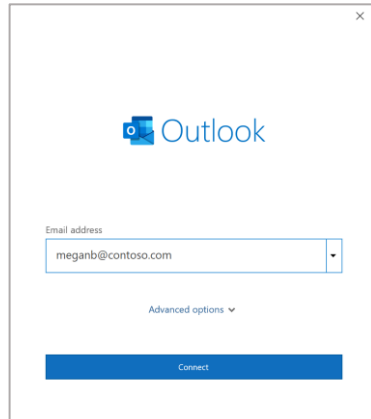 Outlook
Email address
meganb@contoso.com
Advanced options
Connect